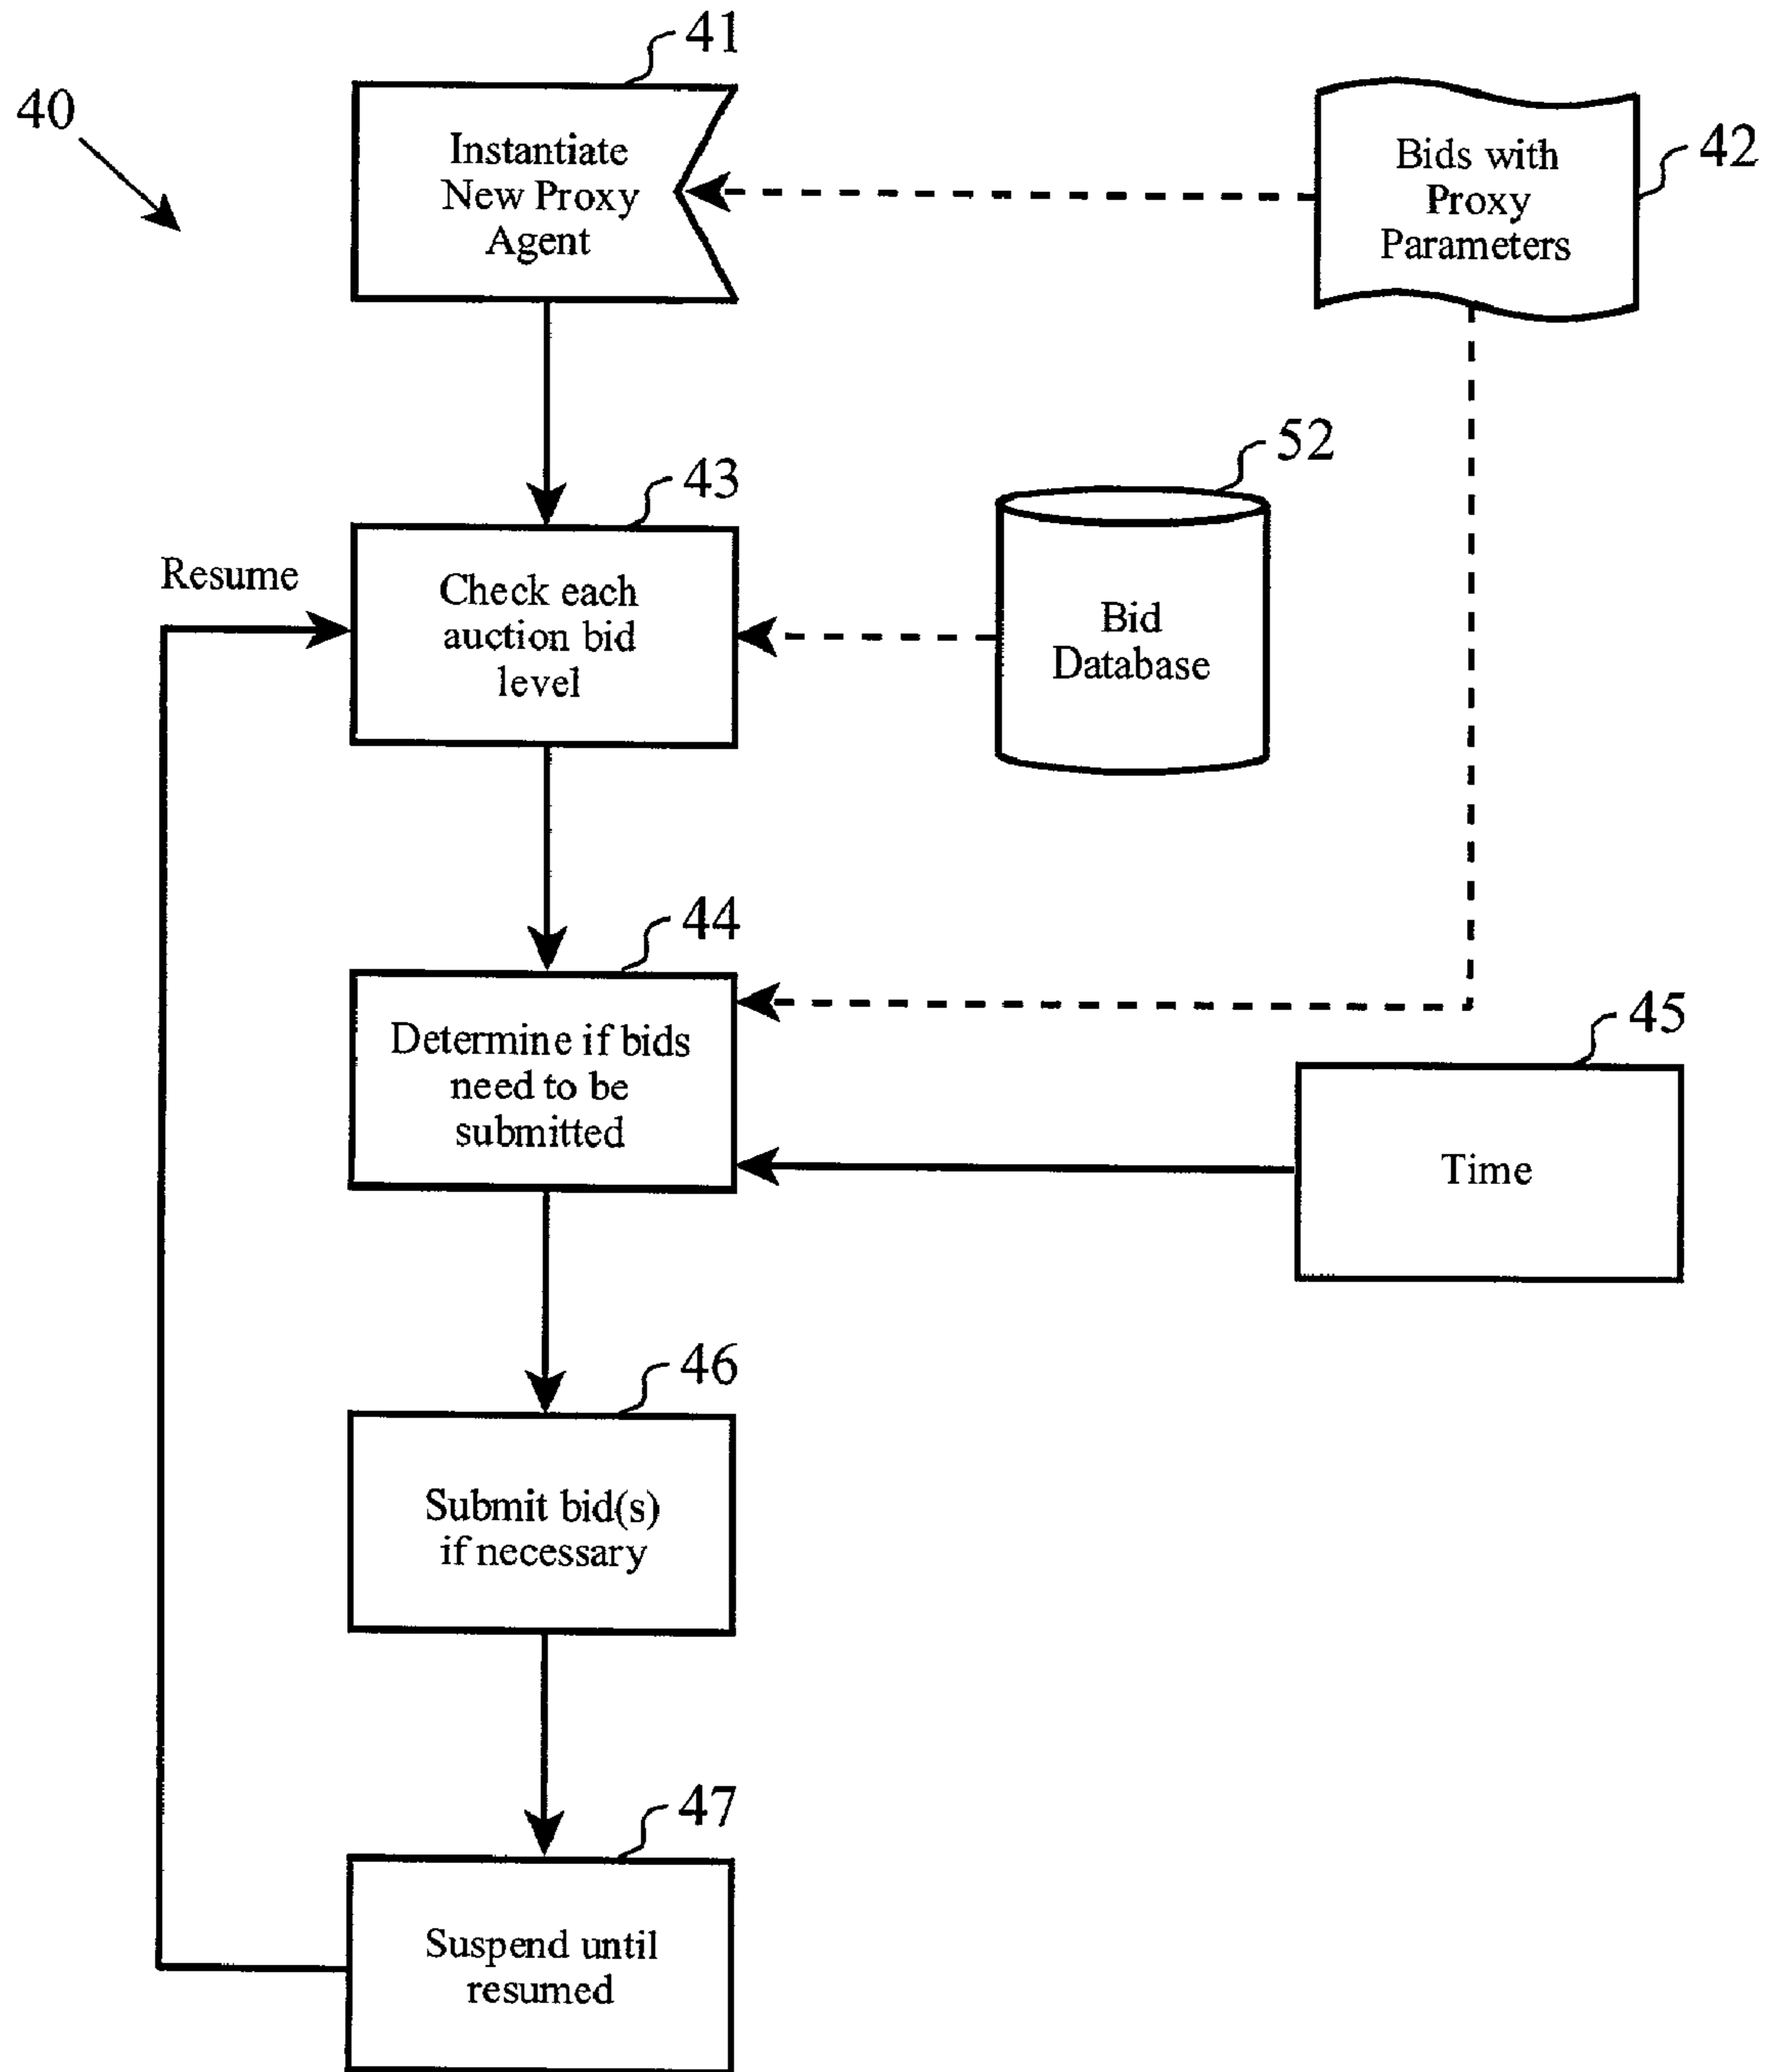 40
41
Instantiate
New Proxy
Agent
Bids with
Proxy
Parameters
42
43
52
Resume
Check each
auction bid
level
Bid
Database
44
Determine if bids
need to be
submitted
45
Time
46
Submit bid(s)
if necessary
47
Suspend until
resumed